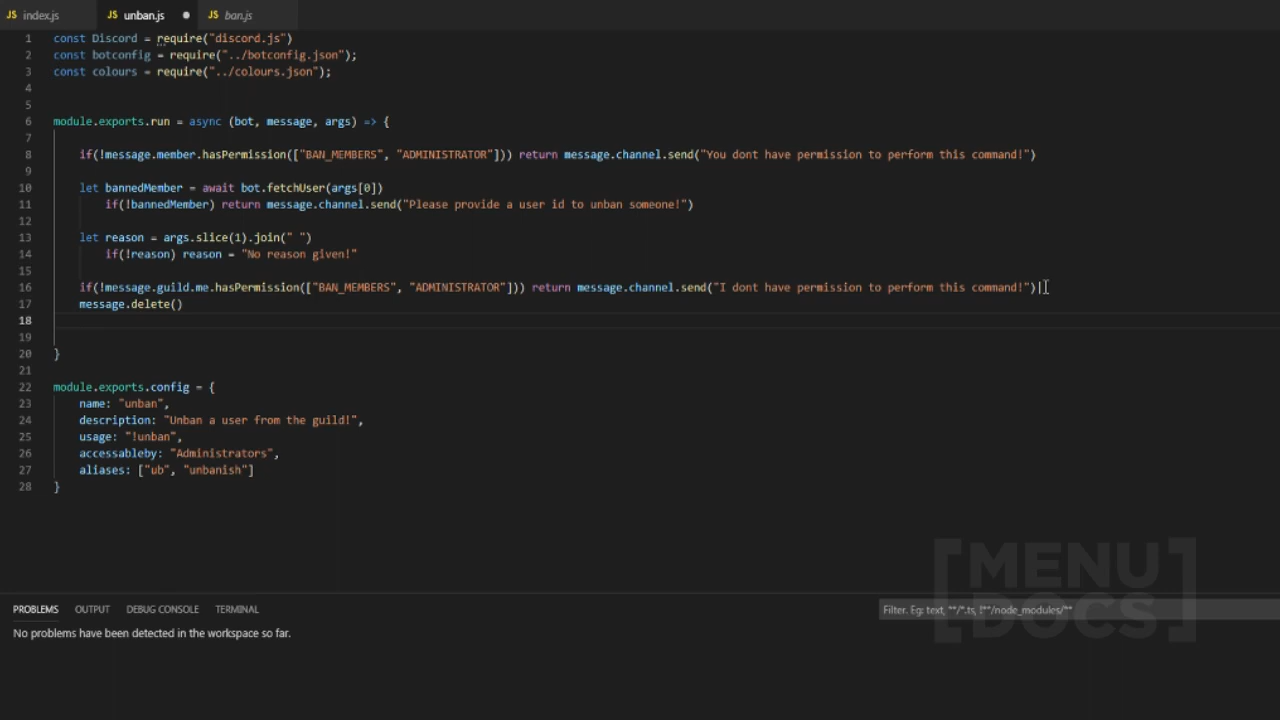 JS index.js JS unban.js JS ban.js
1 const Discord = require("discord.js")
2 const botconfig = require("../botconfig.json");
3 const colours = require("../colours.json");
4
5
6 module.exports.run = async (bot, message, args) => {
7
8 if(!message.member.hasPermission(["BAN_MEMBERS", "ADMINISTRATOR"])) return message.channel.send("You dont have permission to perform this command!")
9
10 let bannedMember = await bot.fetchUser(args[0])
11 if(!bannedMember) return message.channel.send("Please provide a user id to unban someone!")
12
13 let reason = args.slice(1).join(" ")
14 if(!reason) reason = "No reason given!"
15
16 if(!message.guild.me.hasPermission(["BAN_MEMBERS", "ADMINISTRATOR"])) return message.channel.send("I dont have permission to perform this command!")|
17 message.delete()
18
19
20 }
21
22 module.exports.config = {
23 name: "unban",
24 description: "Unban a user from the guild!",
25 usage: "!unban",
26 accessableby: "Administrators",
27 aliases: ["ub", "unbanish"]
28 }
[MENU DOCS]
PROBLEMS OUTPUT DEBUG CONSOLE TERMINAL Filter. Eg: text, **/*.ts, !**/node_modules/**
No problems have been detected in the workspace so far.